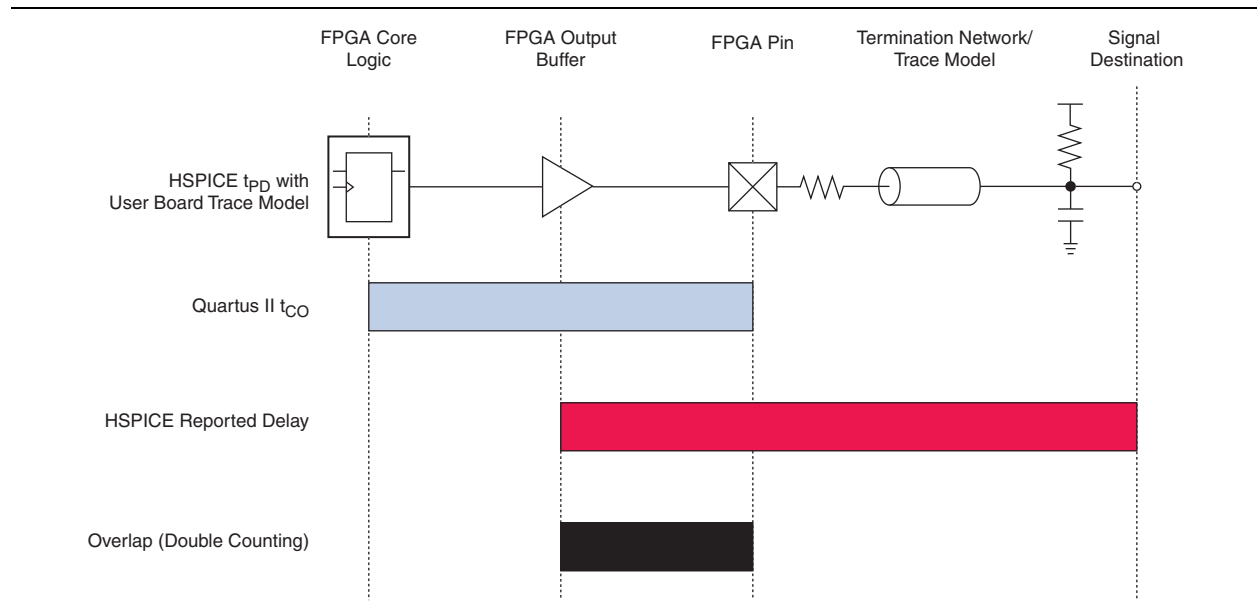 FPGA Core
Logic
FPGA Output
Buffer
FPGA Pin
Termination Network/
Trace Model
Signal
Destination
HSPICE tPD with
User Board Trace Model
Quartus II tCO
HSPICE Reported Delay
Overlap (Double Counting)